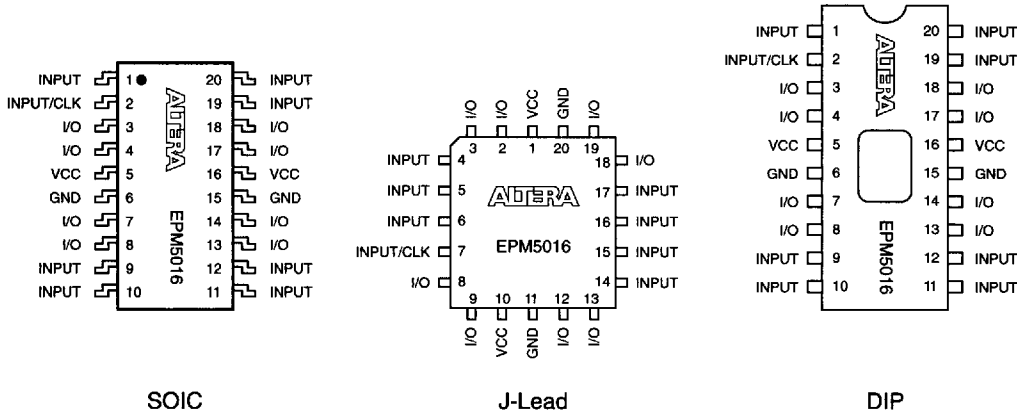 INPUT 1 20 INPUT
INPUT/CLK 2 19 INPUT
I/O 3 18 I/O
I/O 4 17 I/O
VCC 5 16 VCC
GND 6 15 GND
I/O 7 14 I/O
I/O 8 13 I/O
INPUT 9 12 INPUT
INPUT 10 11 INPUT
ALTERA
EPM5016
SOIC
I/O I/O VCC GND I/O
3 2 1 20 19
INPUT 4 18 I/O
INPUT 5 17 INPUT
INPUT 6 16 INPUT
INPUT/CLK 7 15 INPUT
I/O 8 14 INPUT
ALTERA
EPM5016
9 10 11 12 13
I/O VCC GND I/O I/O
J-Lead
INPUT 1 20 INPUT
INPUT/CLK 2 19 INPUT
I/O 3 18 I/O
I/O 4 17 I/O
VCC 5 16 VCC
GND 6 15 GND
I/O 7 14 I/O
I/O 8 13 I/O
INPUT 9 12 INPUT
INPUT 10 11 INPUT
ALTERA
EPM5016
DIP